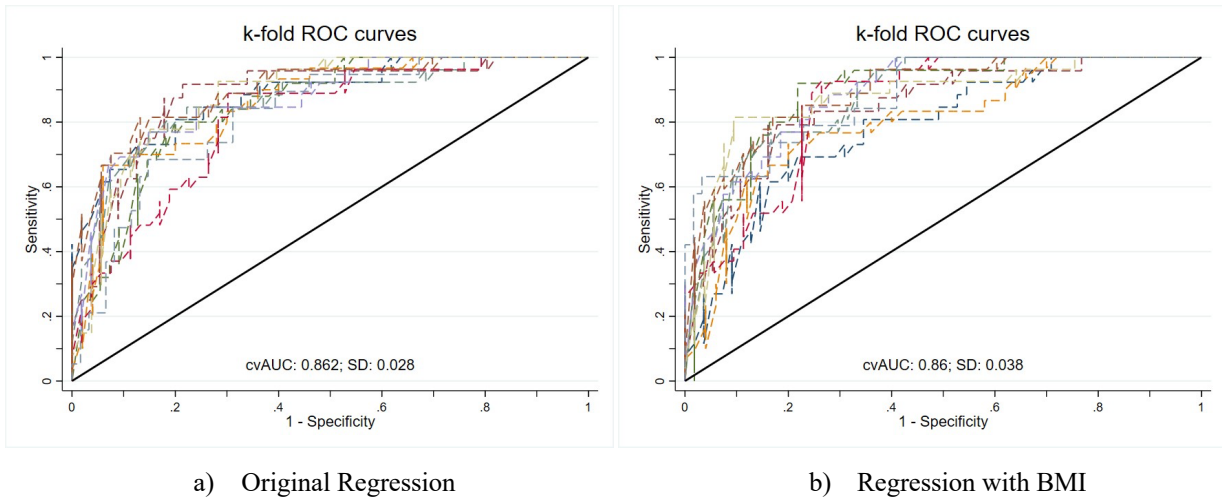 k-fold ROC curves
Sensitivity
1
.8
.6
.4
.2
0
cvAUC: 0.862; SD: 0.028
0 .2 .4 .6 .8 1
1 - Specificity
a) Original Regression
k-fold ROC curves
Sensitivity
1
.8
.6
.4
.2
0
cvAUC: 0.86; SD: 0.038
0 .2 .4 .6 .8 1
1 - Specificity
b) Regression with BMI